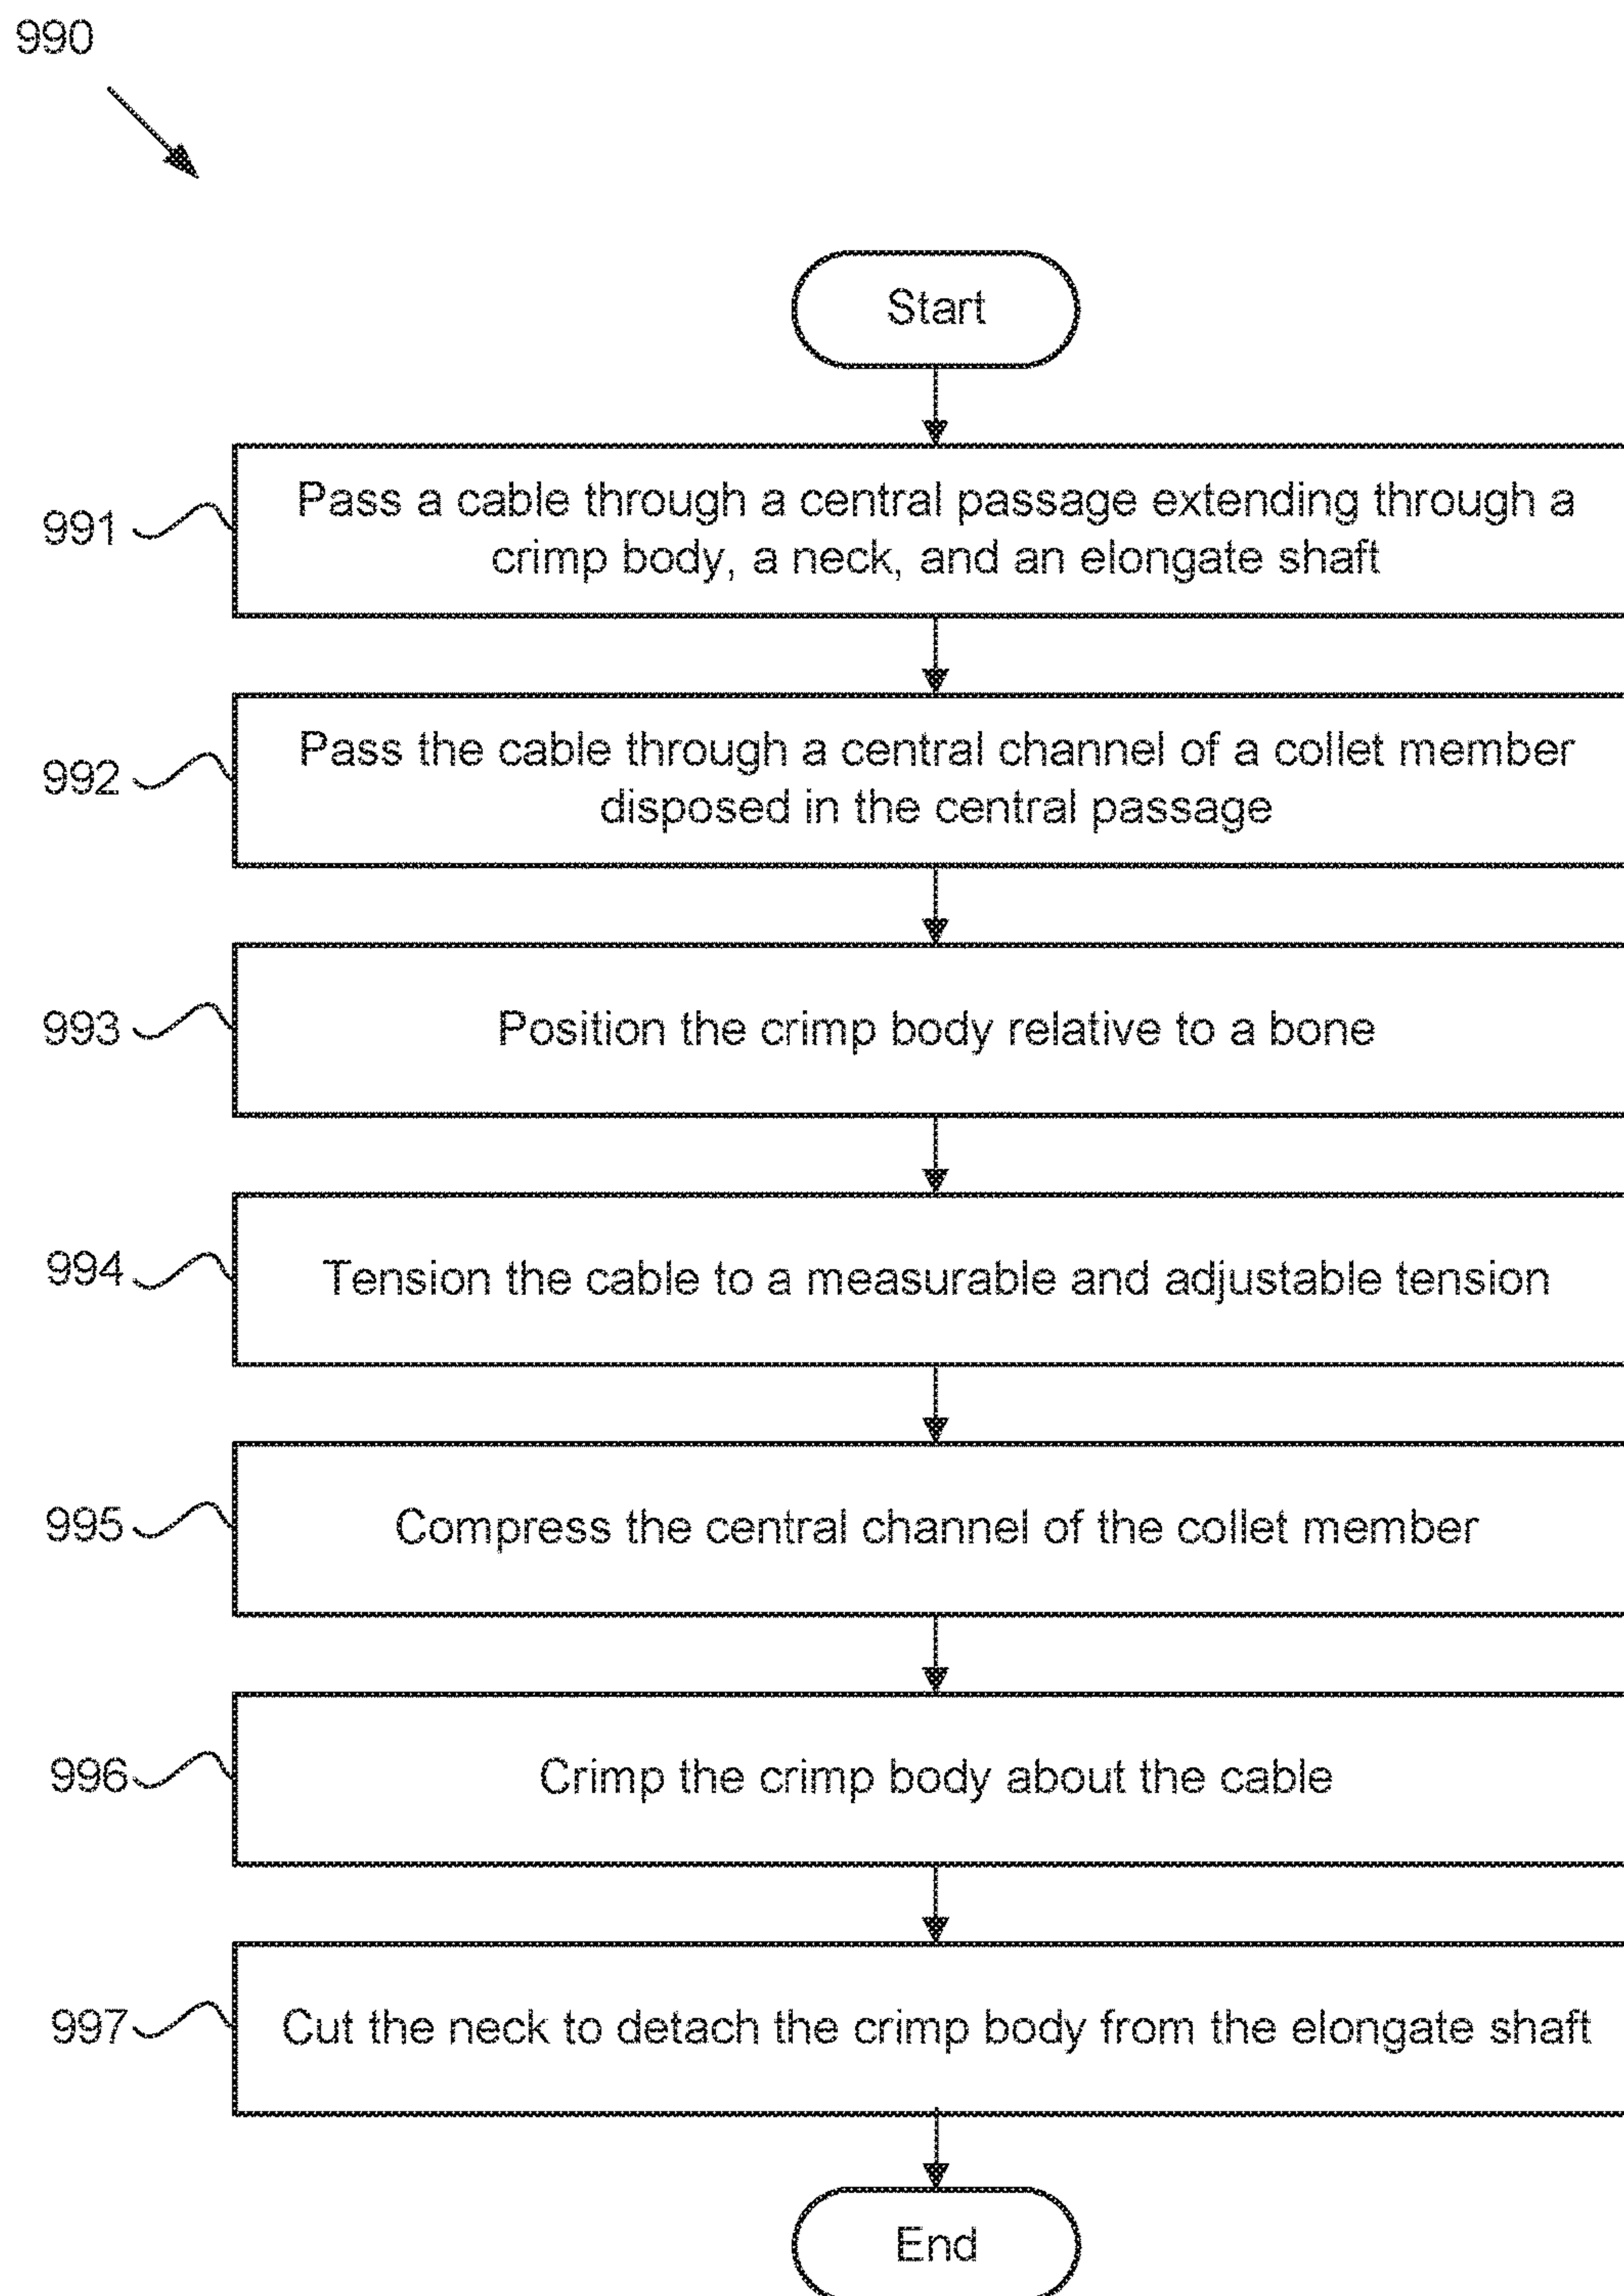 990
Start
991
Pass a cable through a central passage extending through a
crimp body, a neck, and an elongate shaft
992
Pass the cable through a central channel of a collet member
disposed in the central passage
993
Position the crimp body relative to a bone
994
Tension the cable to a measurable and adjustable tension
995
Compress the central channel of the collet member
996
Crimp the crimp body about the cable
997
Cut the neck to detach the crimp body from the elongate shaft
End